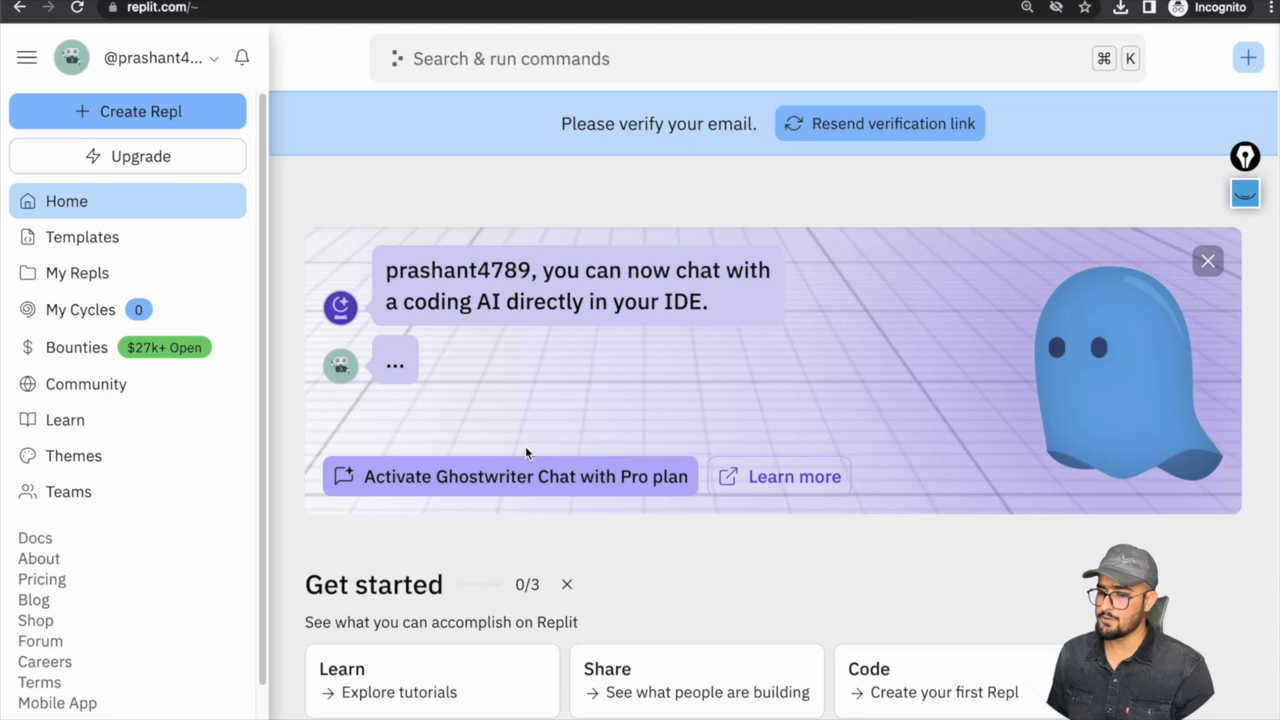 replit.com/~
Incognito
@prashant4...
Search & run commands
⌘ K
+ Create Repl
Please verify your email.
Resend verification link
Upgrade
Home
Templates
My Repls
My Cycles 0
Bounties $27k+ Open
Community
Learn
Themes
Teams
Docs
About
Pricing
Blog
Shop
Forum
Careers
Terms
Mobile App
prashant4789, you can now chat with
a coding AI directly in your IDE.
...
Activate Ghostwriter Chat with Pro plan
Learn more
Get started 0/3
See what you can accomplish on Replit
Learn
→ Explore tutorials
Share
→ See what people are building
Code
→ Create your first Repl